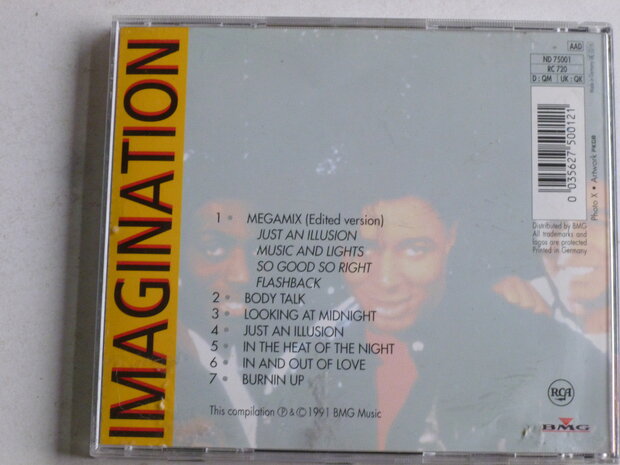 IMAGINATION
1 • MEGAMIX (Edited version)
JUST AN ILLUSION
MUSIC AND LIGHTS
SO GOOD SO RIGHT
FLASHBACK
2 • BODY TALK
3 • LOOKING AT MIDNIGHT
4 • JUST AN ILLUSION
5 • IN THE HEAT OF THE NIGHT
6 • IN AND OUT OF LOVE
7 • BURNIN UP
This compilation Ⓟ & © 1991 BMG Music
AAD
ND 75001
RC 720
D : QM UK : QK
Made in Germany
0 035627 500121
Photo X • Artwork PKGB
Distributed by BMG
All trademarks and
logos are protected
Printed in Germany
RCA
BMG